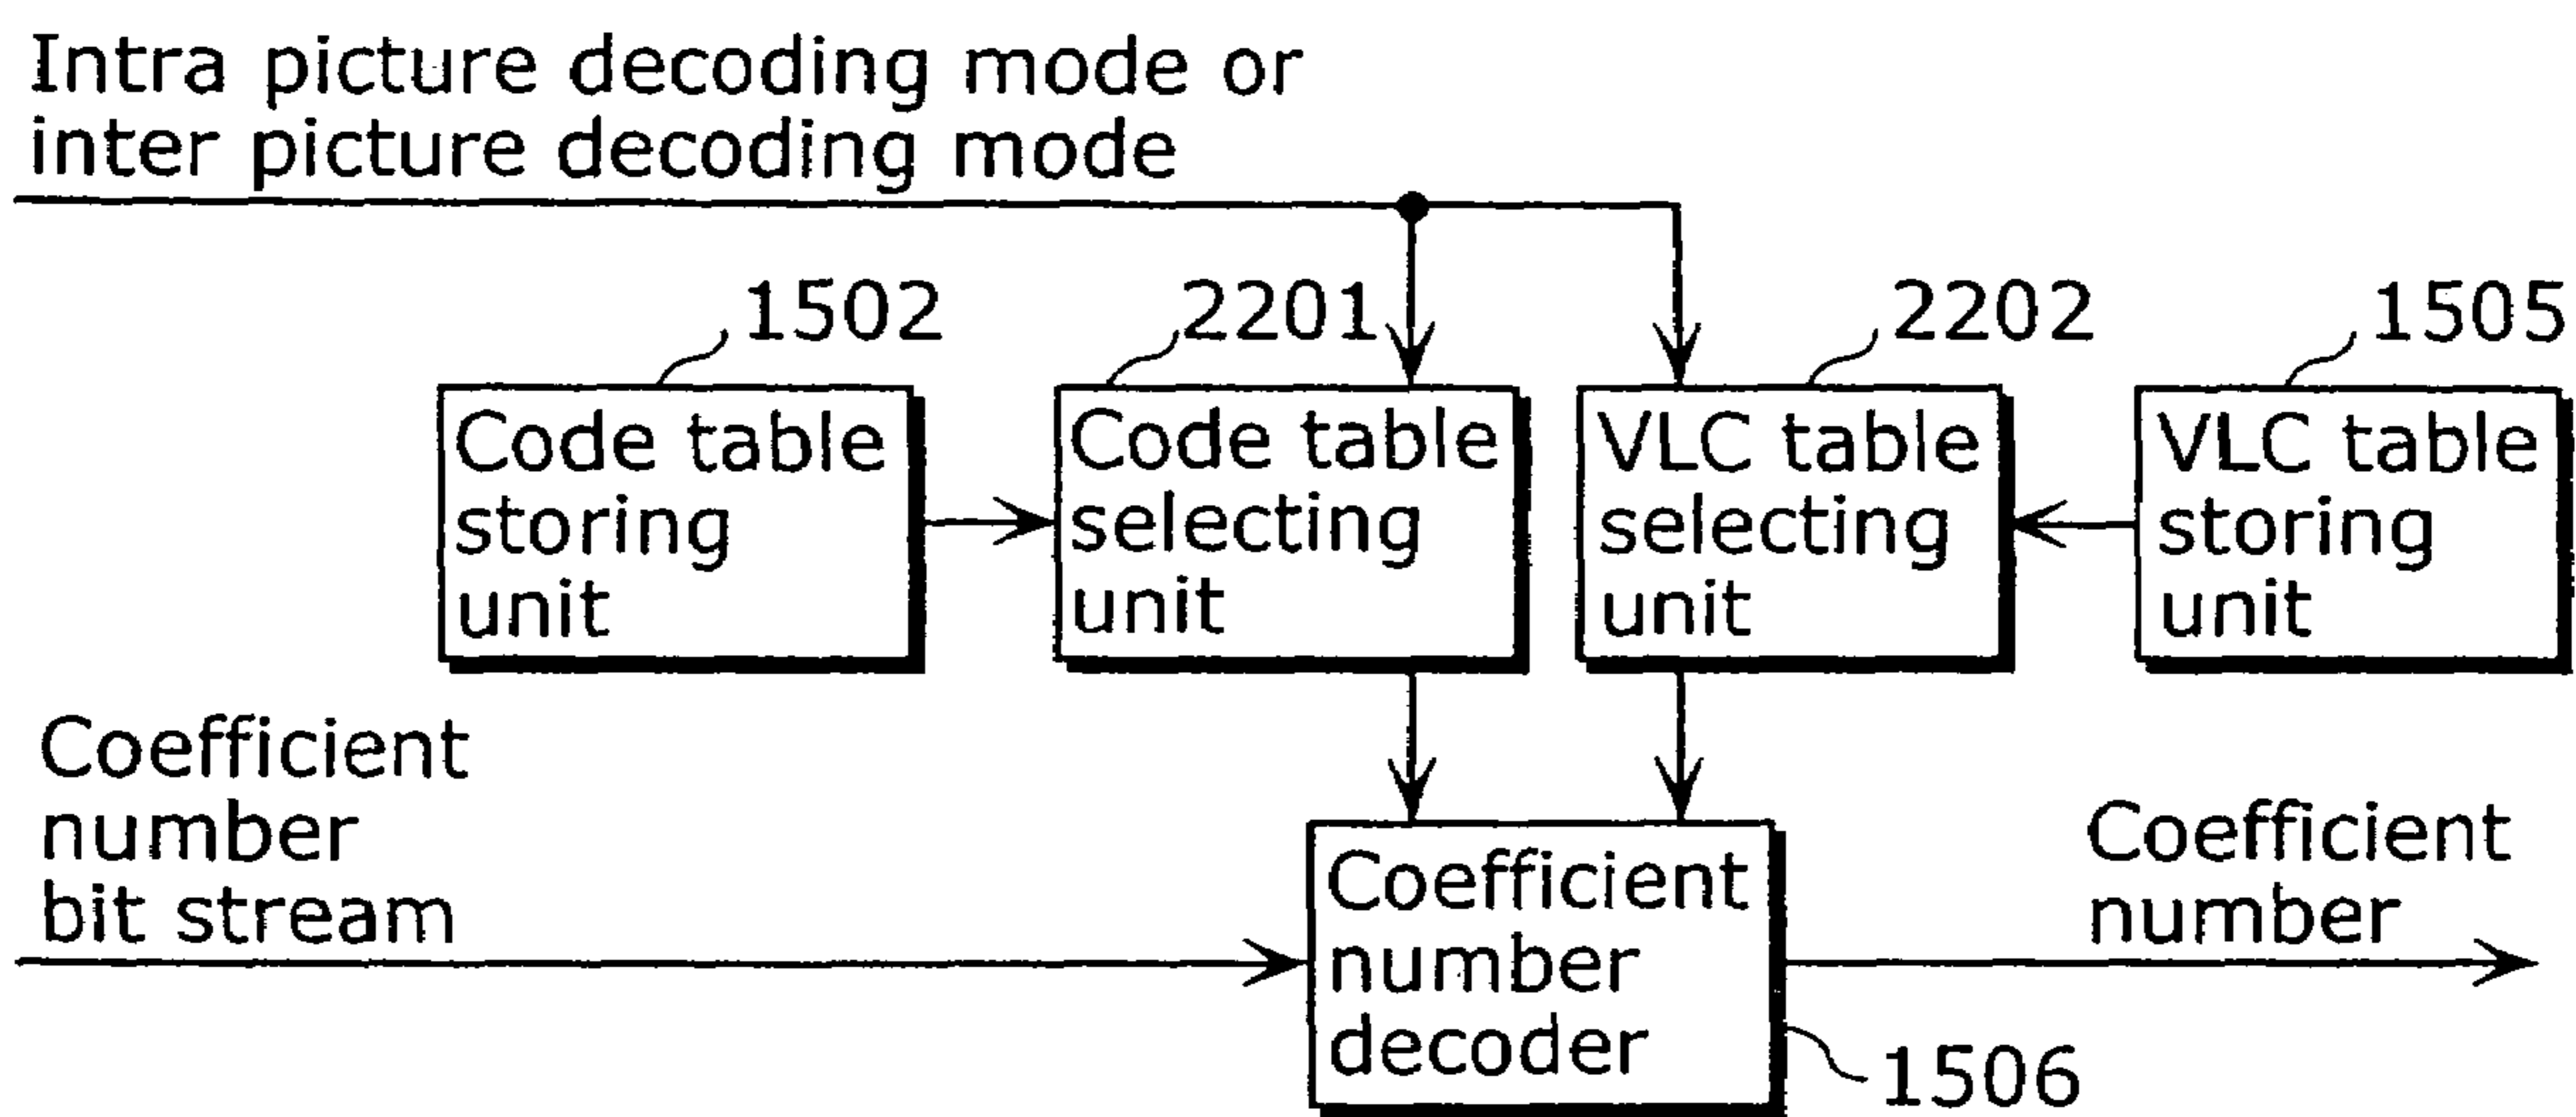 Intra picture decoding mode or
inter picture decoding mode
1502
2201
2202
1505
Code table
storing
unit
Code table
selecting
unit
VLC table
selecting
unit
VLC table
storing
unit
Coefficient
number
bit stream
Coefficient
number
decoder
Coefficient
number
1506